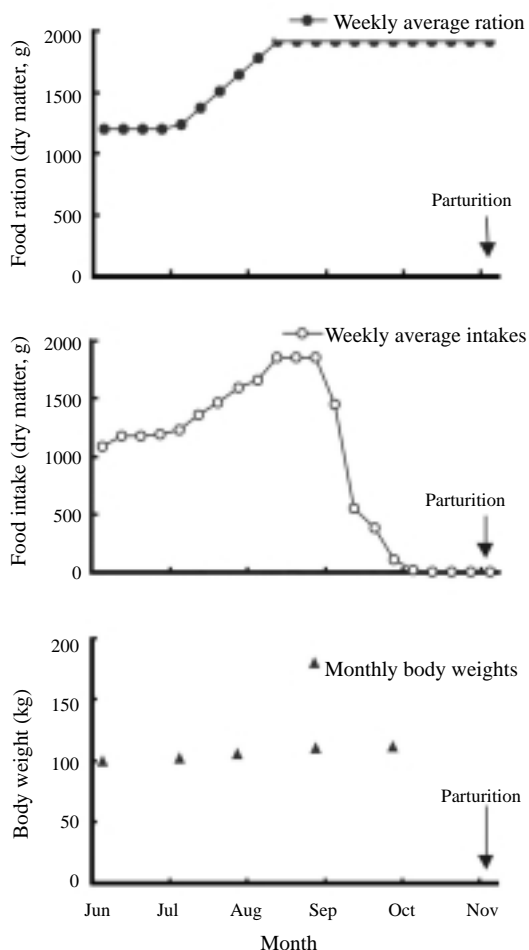 Weekly average ration
2000
1500
1000
500
0
Food ration (dry matter, g)
Parturition
Weekly average intakes
2000
1500
1000
500
0
Food intake (dry matter, g)
Parturition
Monthly body weights
200
150
100
50
0
Body weight (kg)
Parturition
Jun Jul Aug Sep Oct Nov
Month